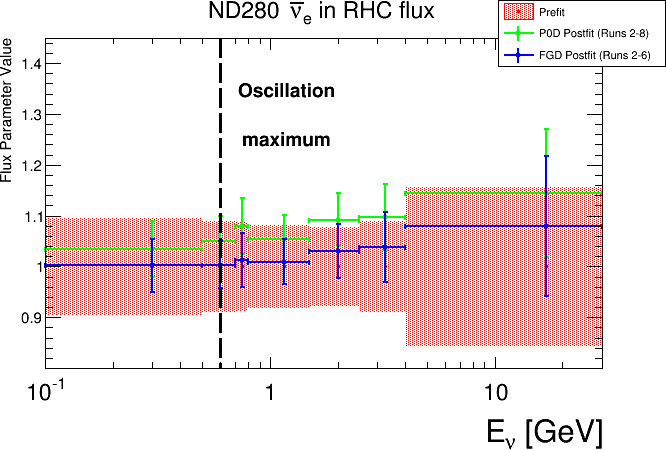 ND280 ν̅e in RHC flux
Prefit
P0D Postfit (Runs 2-8)
FGD Postfit (Runs 2-6)
Flux Parameter Value
1.4
1.3
1.2
1.1
1
0.9
Oscillation
maximum
10-1
1
10
Eν [GeV]